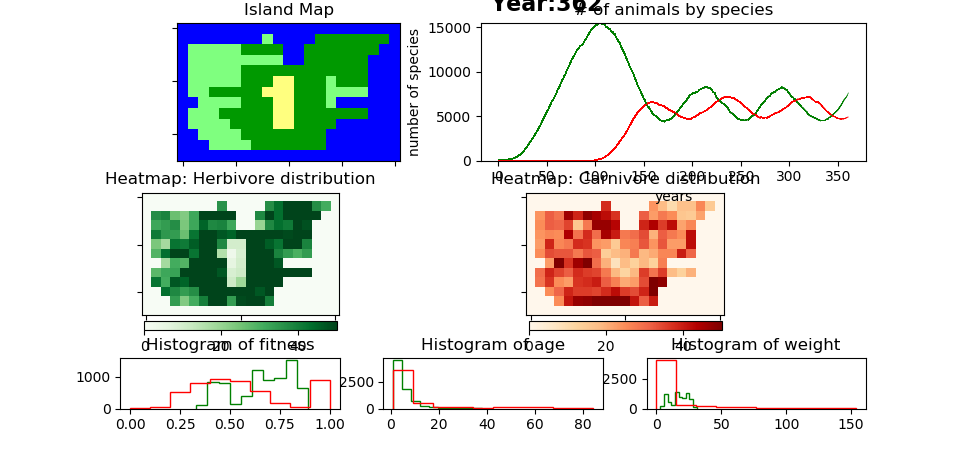 Year:362
Island Map
# of animals by species
number of species
15000
10000
5000
0
0 50 100 150 200 250 300 350
years
Heatmap: Herbivore distribution
Heatmap: Carnivore distribution
0 20 40
0 20 40
Histogram of fitness
Histogram of age
Histogram of weight
1000
0
0.00 0.25 0.50 0.75 1.00
2500
0
0 20 40 60 80
2500
0
0 50 100 150